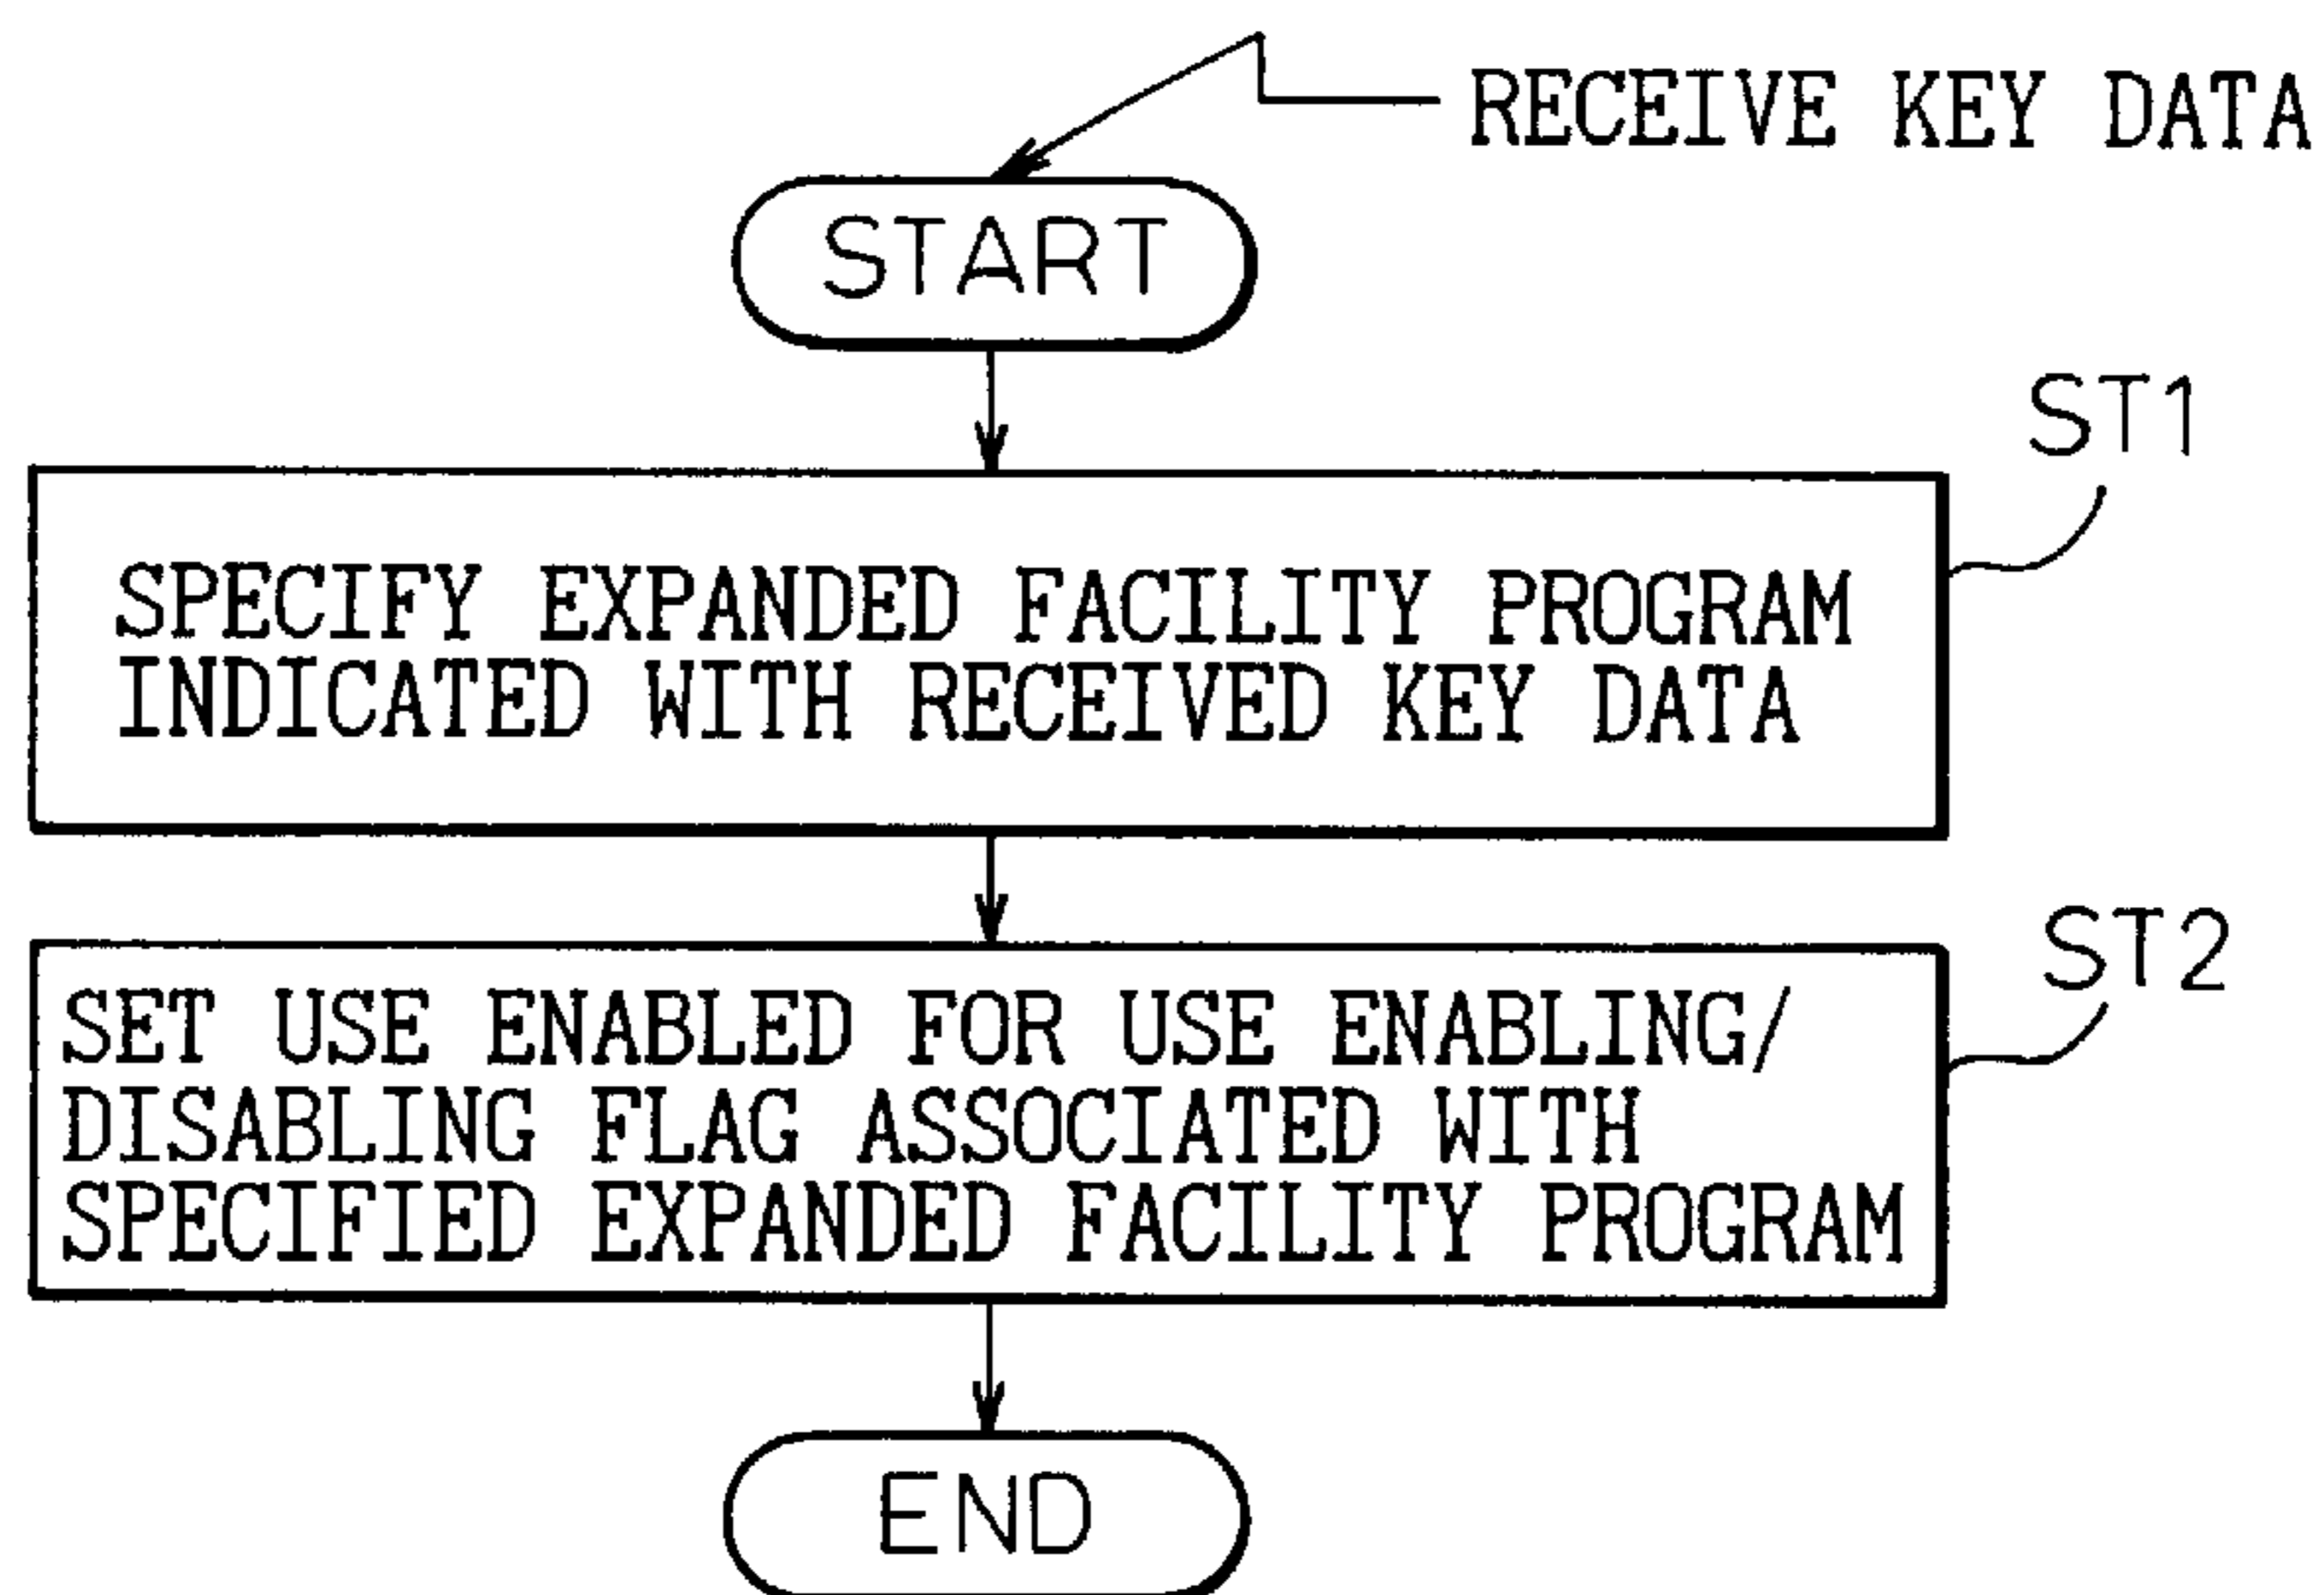 RECEIVE KEY DATA
START
ST1
SPECIFY EXPANDED FACILITY PROGRAM
INDICATED WITH RECEIVED KEY DATA
ST2
SET USE ENABLED FOR USE ENABLING/
DISABLING FLAG ASSOCIATED WITH
SPECIFIED EXPANDED FACILITY PROGRAM
END